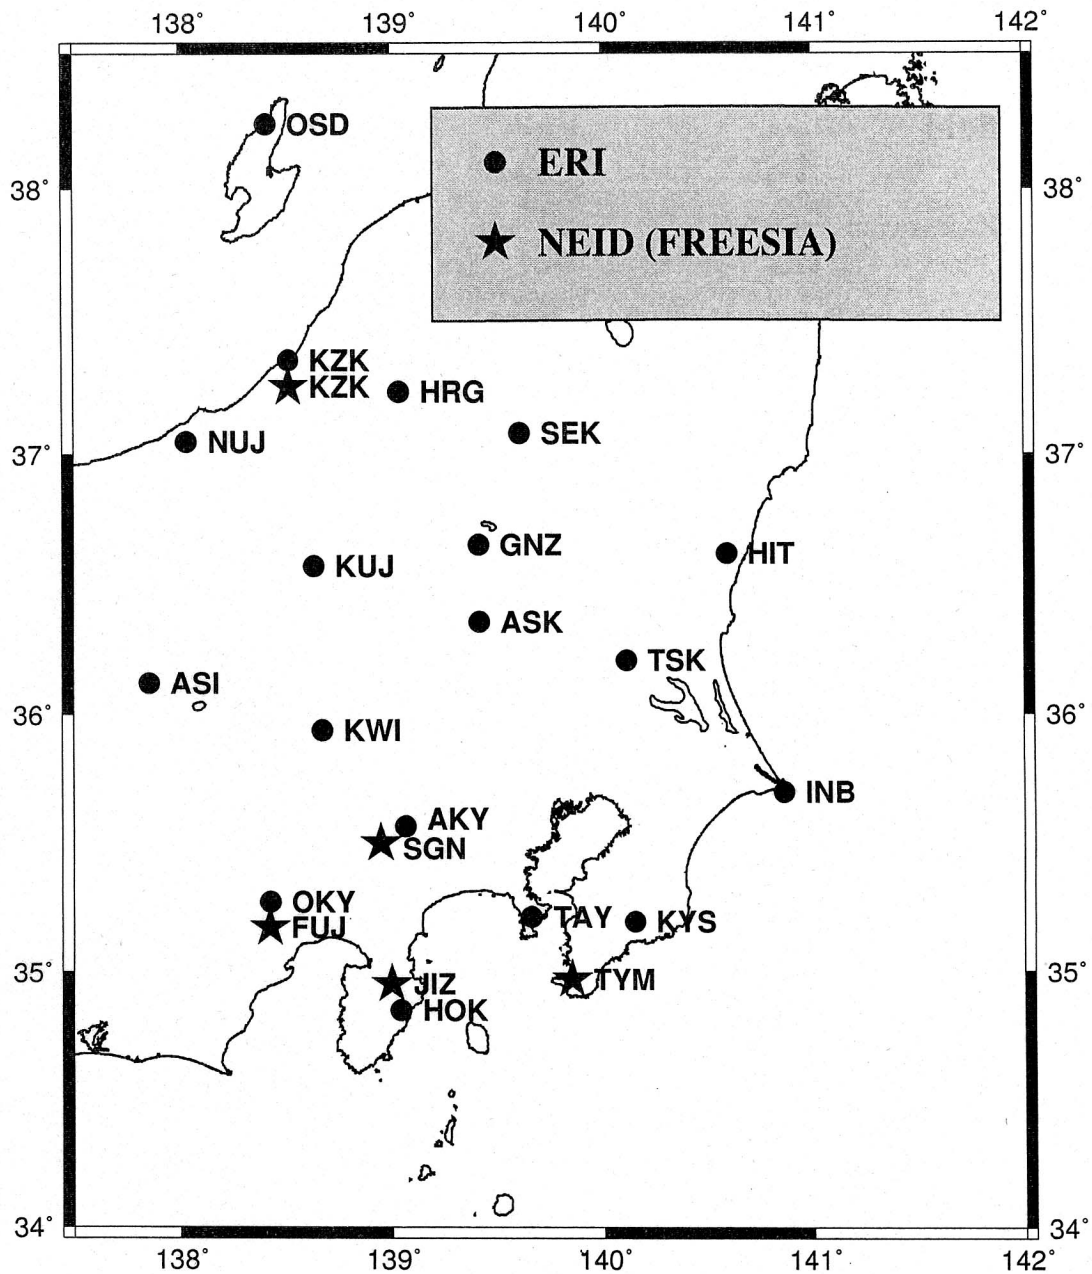 138° 139° 140° 141° 142°
OSD
ERI
38° 38°
NEID (FREESIA)
KZK
KZK
HRG
SEK
NUJ
37° 37°
GNZ
HIT
KUJ
ASK
TSK
ASI
36° 36°
KWI
INB
AKY
SGN
OKY
TAY
KYS
FUJ
35° 35°
TYM
JIZ
HOK
34° 34°
138° 139° 140° 141° 142°